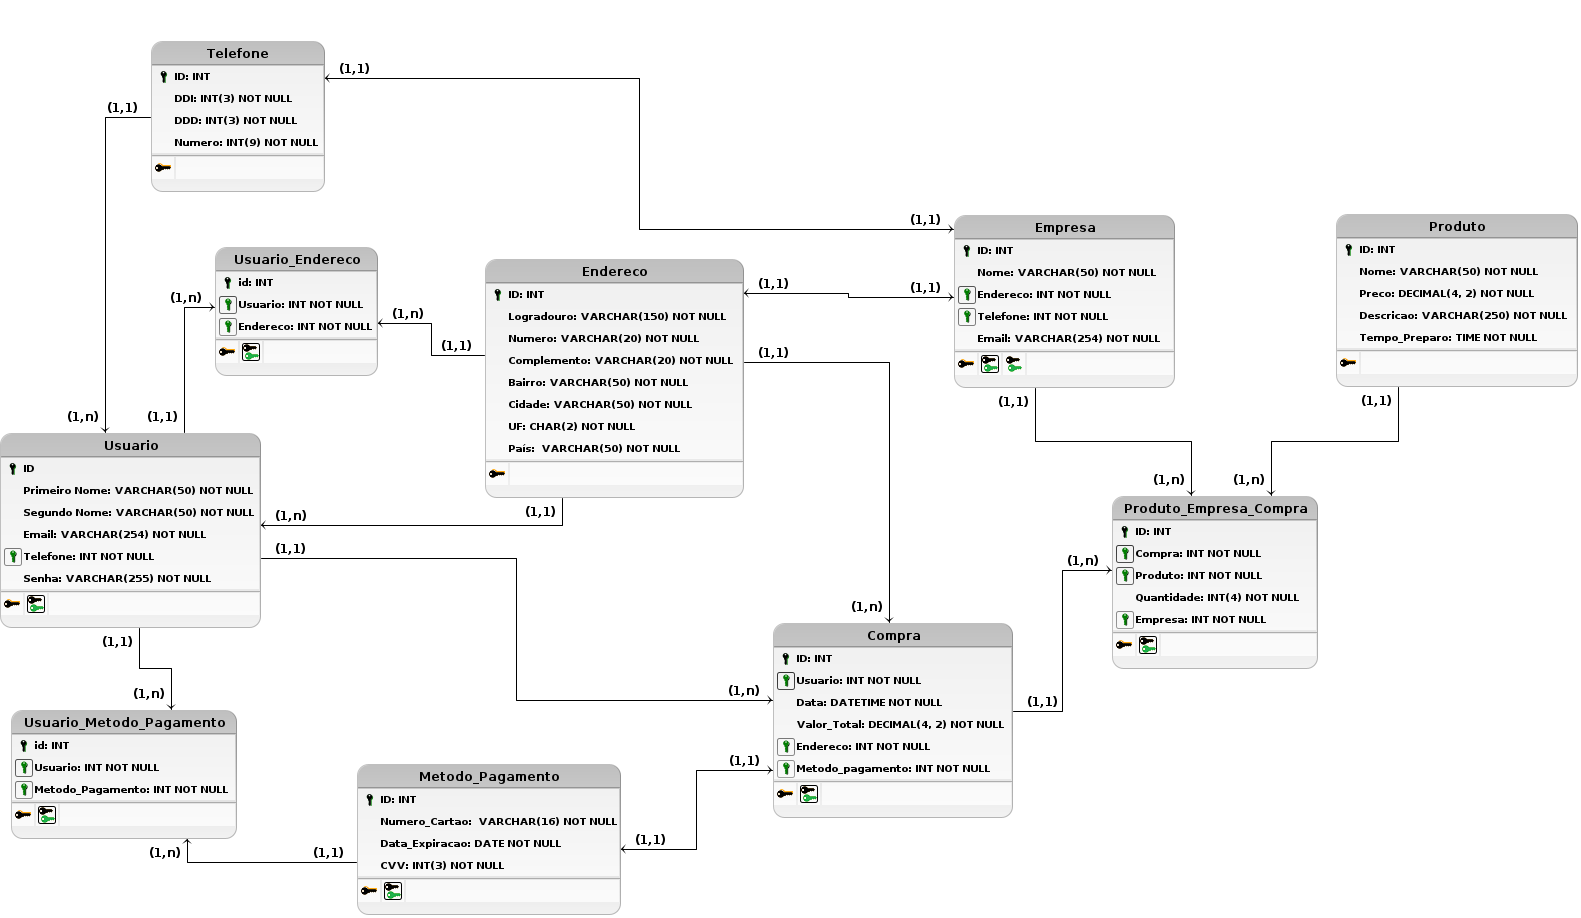 Telefone
ID: INT
DDI: INT(3) NOT NULL
DDD: INT(3) NOT NULL
Numero: INT(9) NOT NULL
(1,1)
(1,1)
(1,1)
Empresa
ID: INT
Nome: VARCHAR(50) NOT NULL
Endereco: INT NOT NULL
Telefone: INT NOT NULL
Email: VARCHAR(254) NOT NULL
Produto
ID: INT
Nome: VARCHAR(50) NOT NULL
Preco: DECIMAL(4, 2) NOT NULL
Descricao: VARCHAR(250) NOT NULL
Tempo_Preparo: TIME NOT NULL
Usuario_Endereco
id: INT
Usuario: INT NOT NULL
Endereco: INT NOT NULL
(1,n)
(1,n)
(1,1)
Endereco
ID: INT
Logradouro: VARCHAR(150) NOT NULL
Numero: VARCHAR(20) NOT NULL
Complemento: VARCHAR(20) NOT NULL
Bairro: VARCHAR(50) NOT NULL
Cidade: VARCHAR(50) NOT NULL
UF: CHAR(2) NOT NULL
País:  VARCHAR(50) NOT NULL
(1,1)
(1,1)
(1,1)
(1,1)
(1,1)
(1,n)
(1,1)
(1,n)
(1,n)
Usuario
ID
Primeiro Nome: VARCHAR(50) NOT NULL
Segundo Nome: VARCHAR(50) NOT NULL
Email: VARCHAR(254) NOT NULL
Telefone: INT NOT NULL
Senha: VARCHAR(255) NOT NULL
(1,n)
(1,1)
(1,1)
Produto_Empresa_Compra
ID: INT
Compra: INT NOT NULL
Produto: INT NOT NULL
Quantidade: INT(4) NOT NULL
Empresa: INT NOT NULL
(1,n)
(1,n)
Compra
ID: INT
Usuario: INT NOT NULL
Data: DATETIME NOT NULL
Valor_Total: DECIMAL(4, 2) NOT NULL
Endereco: INT NOT NULL
Metodo_pagamento: INT NOT NULL
(1,1)
(1,n)
(1,1)
(1,1)
(1,n)
Usuario_Metodo_Pagamento
id: INT
Usuario: INT NOT NULL
Metodo_Pagamento: INT NOT NULL
(1,n)
(1,1)
Metodo_Pagamento
ID: INT
Numero_Cartao:  VARCHAR(16) NOT NULL
Data_Expiracao: DATE NOT NULL
CVV: INT(3) NOT NULL
(1,1)